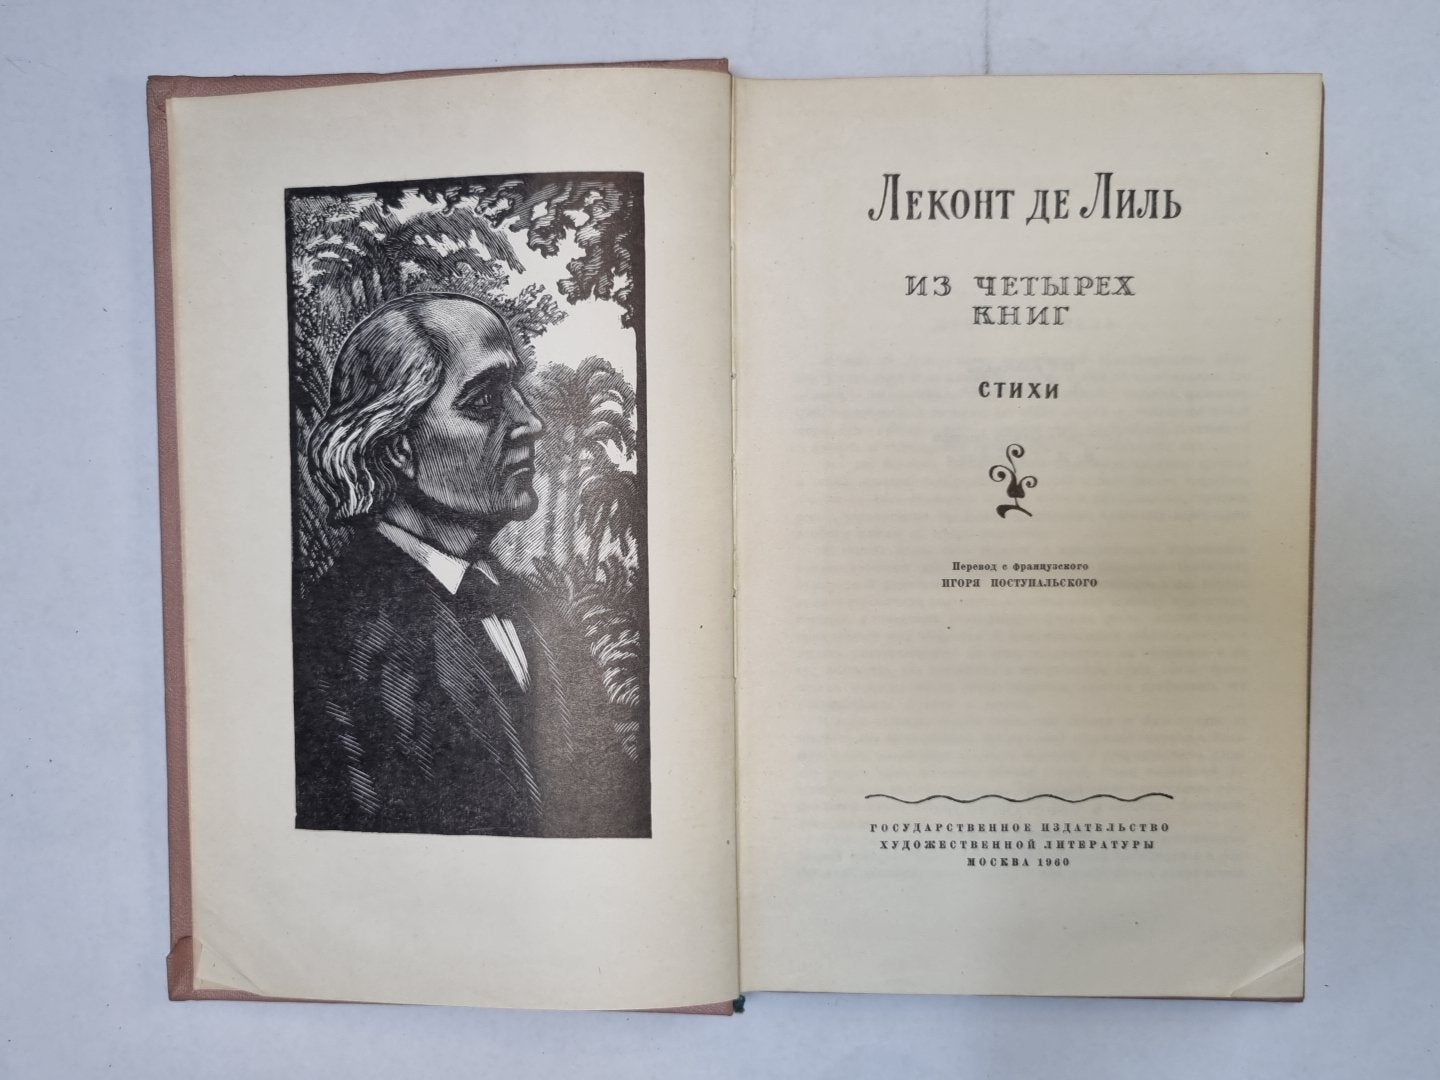 Леконт де Лиль
ИЗ ЧЕТЫРЕХ
КНИГ
СТИХИ
Перевод с французского
ИГОРЯ ПОСТУПАЛЬСКОГО
ГОСУДАРСТВЕННОЕ ИЗДАТЕЛЬСТВО
ХУДОЖЕСТВЕННОЙ ЛИТЕРАТУРЫ
МОСКВА 1960